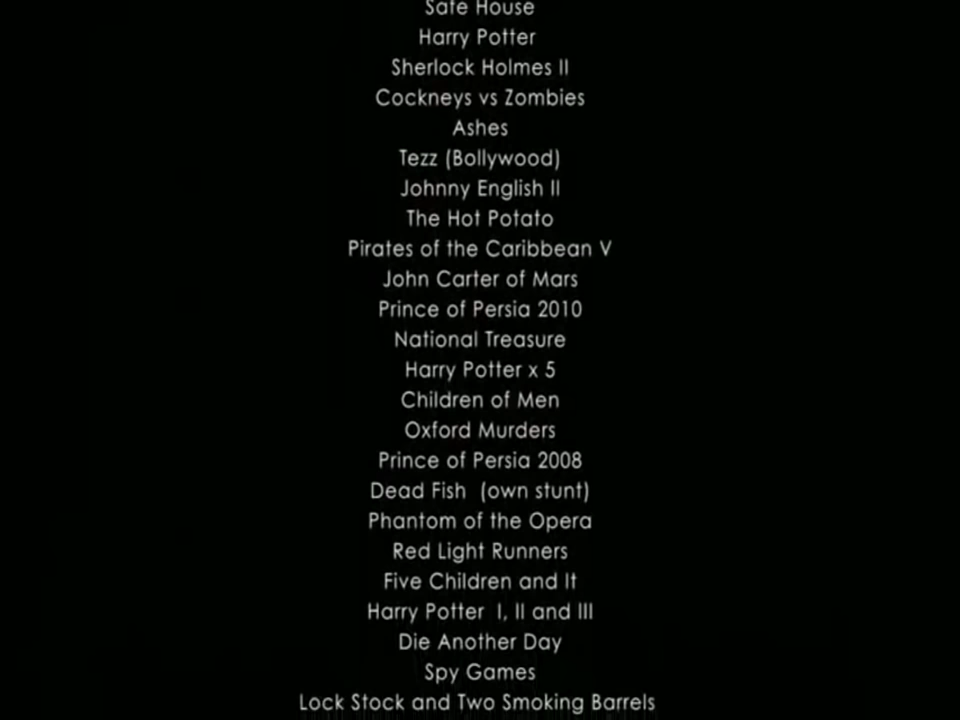 Safe House
Harry Potter
Sherlock Holmes II
Cockneys vs Zombies
Ashes
Tezz (Bollywood)
Johnny English II
The Hot Potato
Pirates of the Caribbean V
John Carter of Mars
Prince of Persia 2010
National Treasure
Harry Potter x 5
Children of Men
Oxford Murders
Prince of Persia 2008
Dead Fish (own stunt)
Phantom of the Opera
Red Light Runners
Five Children and It
Harry Potter I, II and III
Die Another Day
Spy Games
Lock Stock and Two Smoking Barrels